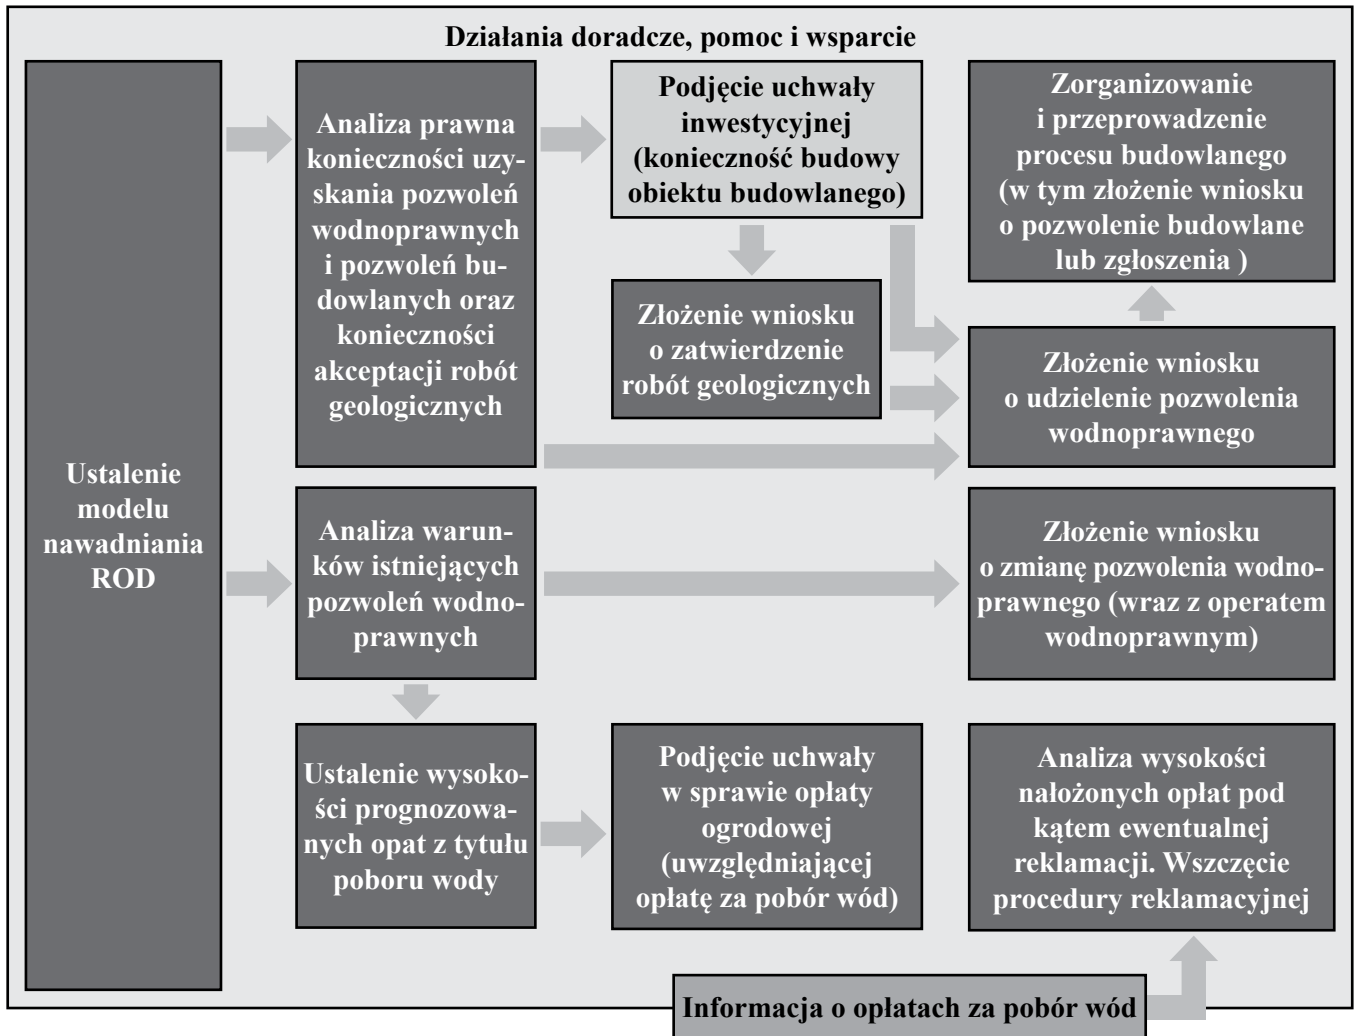 Działania doradcze, pomoc i wsparcie
Ustalenie
modelu
nawadniania
ROD
Analiza prawna
konieczności uzy-
skania pozwoleń
wodnoprawnych
i pozwoleń bu-
dowlanych oraz
konieczności
akceptacji robót
geologicznych
Podjęcie uchwały
inwestycyjnej
(konieczność budowy
obiektu budowlanego)
Zorganizowanie
i przeprowadzenie
procesu budowlanego
(w tym złożenie wniosku
o pozwolenie budowlane
lub zgłoszenia )
Złożenie wniosku
o zatwierdzenie
robót geologicznych
Złożenie wniosku
o udzielenie pozwolenia
wodnoprawnego
Analiza warun-
ków istniejących
pozwoleń wodno-
prawnych
Złożenie wniosku
o zmianę pozwolenia wodno-
prawnego (wraz z operatem
wodnoprawnym)
Ustalenie wysoko-
ści prognozowa-
nych opat z tytułu
poboru wody
Podjęcie uchwały
w sprawie opłaty
ogrodowej
(uwzględniającej
opłatę za pobór wód)
Analiza wysokości
nałożonych opłat pod
kątem ewentualnej
reklamacji. Wszczęcie
procedury reklamacyjnej
Informacja o opłatach za pobór wód